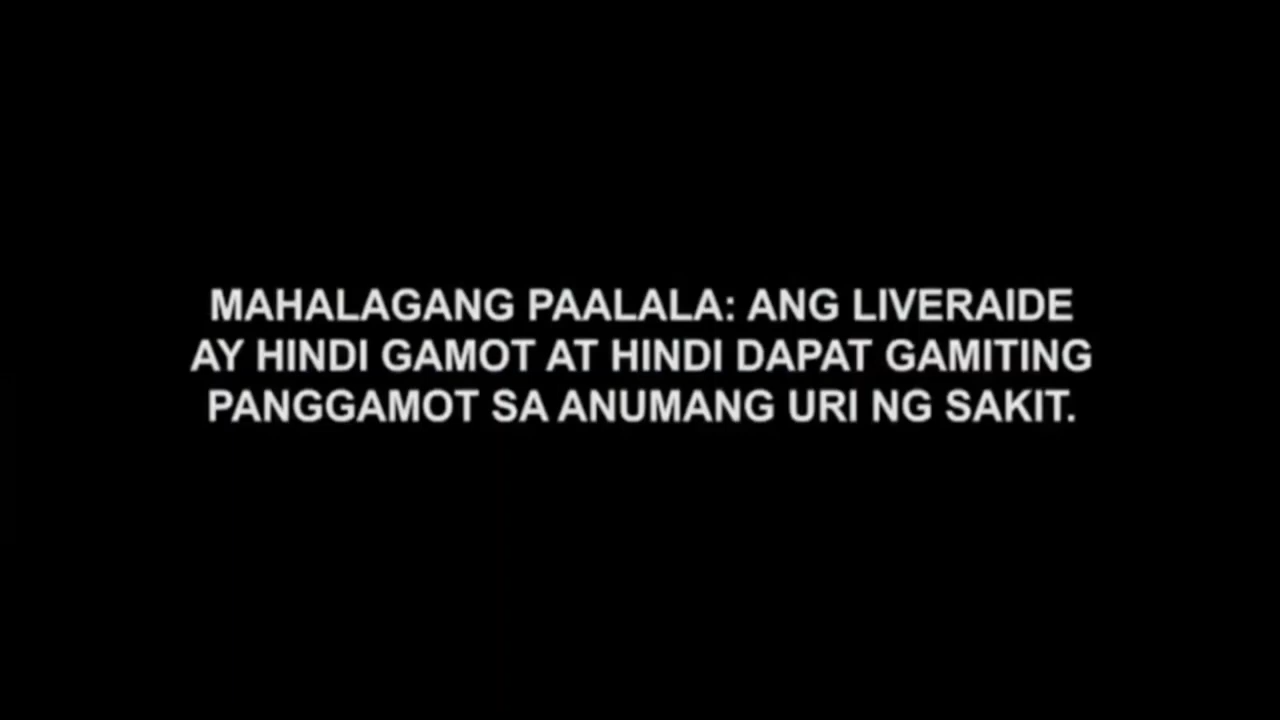 MAHALAGANG PAALALA: ANG LIVERAIDE
AY HINDI GAMOT AT HINDI DAPAT GAMITING
PANGGAMOT SA ANUMANG URI NG SAKIT.